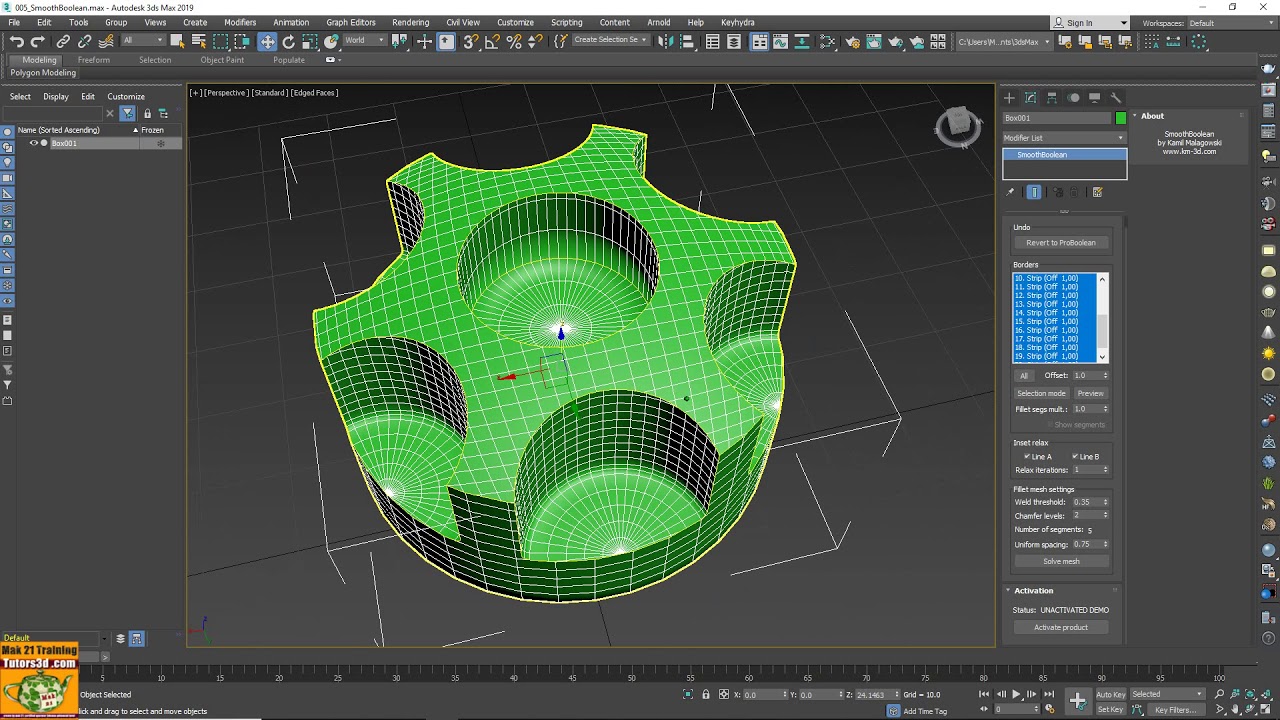 005_SmoothBoolean.max - Autodesk 3ds Max 2019
File Edit Tools Group Views Create Modifiers Animation Graph Editors Rendering Civil View Customize Scripting Content Arnold Help Keyhydra
Sign In Workspaces: Default
All World Create Selection Se C:\Users\M...nts\3dsMax
Modeling Freeform Selection Object Paint Populate
Polygon Modeling
Select Display Edit Customize
Name (Sorted Ascending) Frozen
Box001
[+] [Perspective ] [Standard ] [Edged Faces ]
Box001
Modifier List
SmoothBoolean
About
SmoothBoolean
by Kamil Malagowski
www.km-3d.com
Undo
Revert to ProBoolean
Borders
10. Strip (Off 1,00)
11. Strip (Off 1,00)
12. Strip (Off 1,00)
13. Strip (Off 1,00)
14. Strip (Off 1,00)
15. Strip (Off 1,00)
16. Strip (Off 1,00)
17. Strip (Off 1,00)
18. Strip (Off 1,00)
19. Strip (Off 1,00)
All Offset: 1.0
Selection mode Preview
Fillet segs mult.: 1.0
Show segments
Inset relax
Line A Line B
Relax iterations: 1
Fillet mesh settings
Weld threshold: 0.35
Chamfer levels: 2
Number of segments: 5
Uniform spacing: 0.75
Solve mesh
Activation
Status: UNACTIVATED DEMO
Activate product
Default
Mak 21 Training
Tutors3d .com
5 10 15 20 25 30 35 40 45 50 55 60 65 70 75 80 85 90 95 100
Object Selected
click and drag to select and move objects
X: 0.0 Y: 0.0 Z: 24.1463 Grid = 10.0
Add Time Tag
0
Auto Key Selected
Set Key Key Filters...